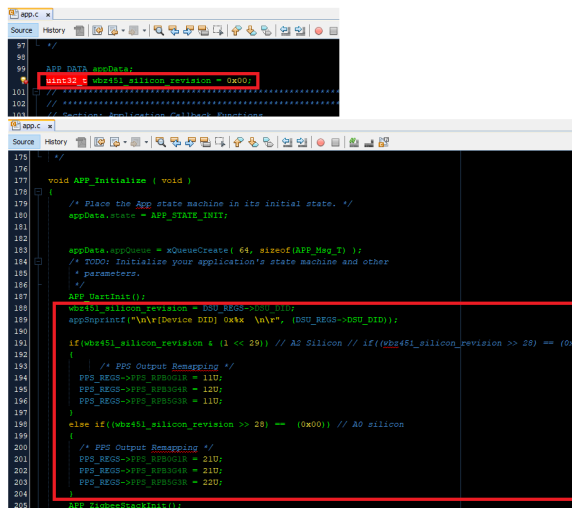 app.c x
Source History
97 */
98
99 APP_DATA appData;
uint32_t wbz451_silicon_revision = 0x00;
101 // *****************************************
102 // *****************************************
103 // Section: Application Callback Functions
app.c x
Source History
175 */
176
177 void APP_Initialize ( void )
178 {
179 /* Place the App state machine in its initial state. */
180 appData.state = APP_STATE_INIT;
181
182
183 appData.appQueue = xQueueCreate( 64, sizeof(APP_Msg_T) );
184 /* TODO: Initialize your application's state machine and other
185 * parameters.
186 */
187 APP_UartInit();
188 wbz451_silicon_revision = DSU_REGS->DSU_DID;
189 appSnprintf("\n\r[Device DID] 0x%x \n\r", (DSU_REGS->DSU_DID));
190
191 if(wbz451_silicon_revision & (1 << 29)) // A2 Silicon // if((wbz451_silicon_revision >> 28) == (0x
192 {
193 /* PPS Output Remapping */
194 PPS_REGS->PPS_RPB0G1R = 11U;
195 PPS_REGS->PPS_RPB3G4R = 12U;
196 PPS_REGS->PPS_RPB5G3R = 11U;
197 }
198 else if((wbz451_silicon_revision >> 28) == (0x00)) // A0 silicon
199 {
200 /* PPS Output Remapping */
201 PPS_REGS->PPS_RPB0G1R = 21U;
202 PPS_REGS->PPS_RPB3G4R = 21U;
203 PPS_REGS->PPS_RPB5G3R = 22U;
204 }
205 APP_ZigbeeStackInit();